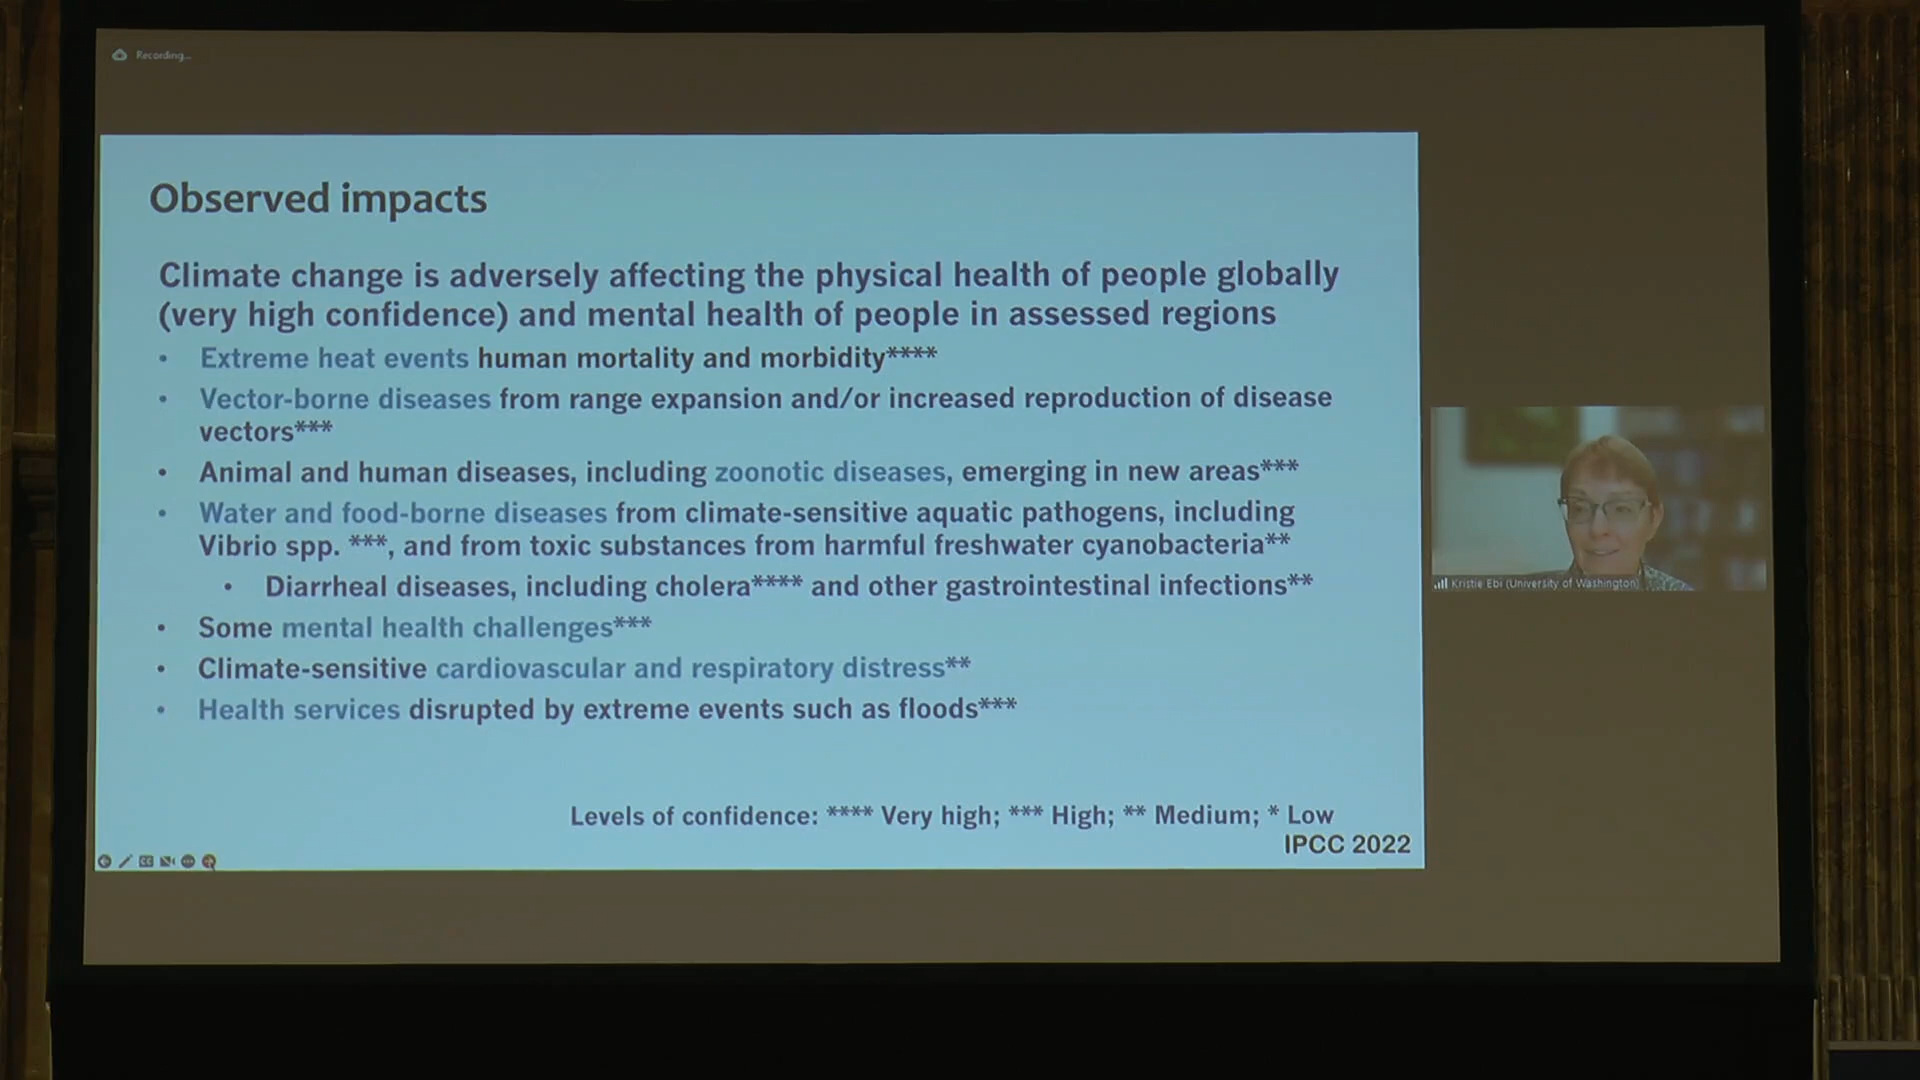 Recording...
Observed impacts
Climate change is adversely affecting the physical health of people globally
(very high confidence) and mental health of people in assessed regions
• Extreme heat events human mortality and morbidity****
• Vector-borne diseases from range expansion and/or increased reproduction of disease
vectors***
• Animal and human diseases, including zoonotic diseases, emerging in new areas***
• Water and food-borne diseases from climate-sensitive aquatic pathogens, including
Vibrio spp. ***, and from toxic substances from harmful freshwater cyanobacteria**
• Diarrheal diseases, including cholera**** and other gastrointestinal infections**
• Some mental health challenges***
• Climate-sensitive cardiovascular and respiratory distress**
• Health services disrupted by extreme events such as floods***
Levels of confidence: **** Very high; *** High; ** Medium; * Low
IPCC 2022
Kristie Ebi (University of Washington)